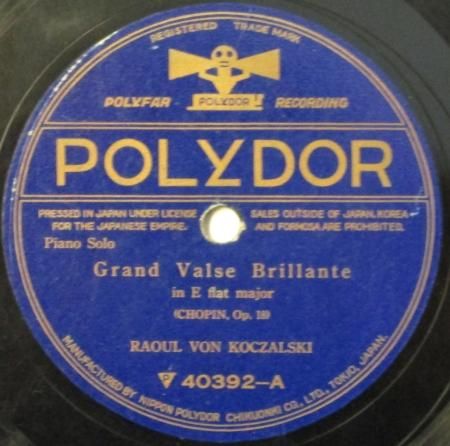 REGISTERED TRADE MARK
POLYFAR POLYDOR RECORDING
POLYDOR
PRESSED IN JAPAN UNDER LICENSE SALES OUTSIDE OF JAPAN, KOREA
FOR THE JAPANESE EMPIRE. AND FORMOSA ARE PROHIBITED.
Piano Solo
Grand Valse Brillante
in E flat major
(CHOPIN, Op. 18)
RAOUL VON KOCZALSKI
P 40392-A
MANUFACTURED BY NIPPON POLYDOR CHIKUONKI CO., LTD., TOKYO, JAPAN.